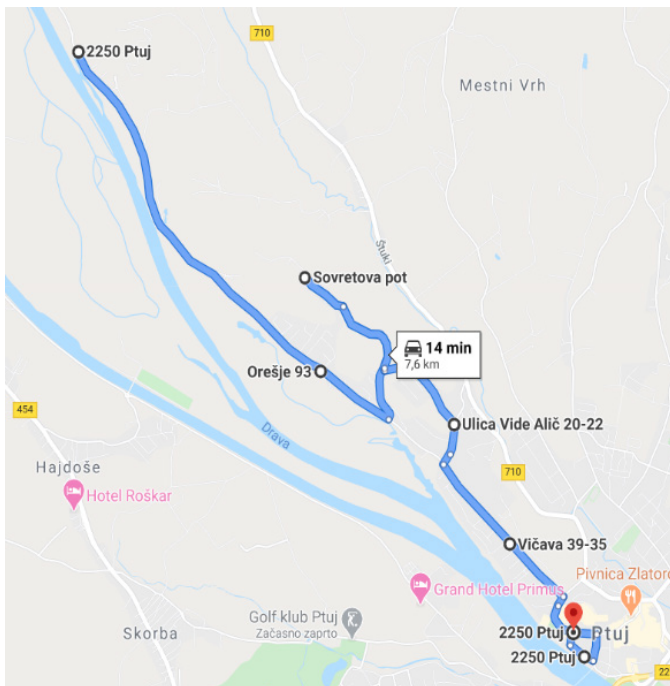 710
2250 Ptuj
Mestni Vrh
Štuki
Sovretova pot
14 min
7,6 km
Orešje 93
454
Drava
Ulica Vide Alič 20-22
Hajdoše
710
Hotel Roškar
Vičava 39-35
Pivnica Zlatoro
Grand Hotel Primus
Golf klub Ptuj
Začasno zaprto
Skorba
2250 Ptuj
Ptuj
2250 Ptuj